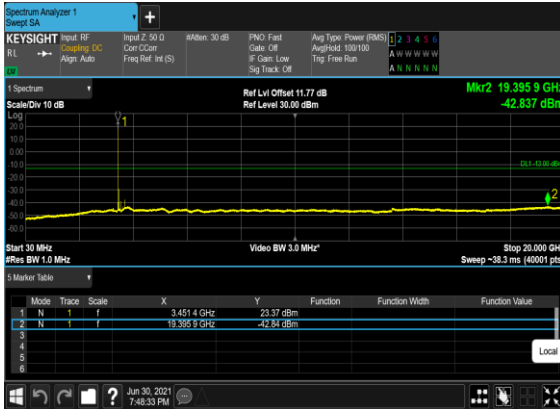 Spectrum Analyzer 1
Swept SA
+
KEYSIGHT Input: RF Input Z: 50 Ω #Atten: 30 dB PNO: Fast Avg Type: Power (RMS) 1 2 3 4 5 6
RL Coupling: DC Corr CCorr Gate: Off Avg|Hold: 100/100 A W W W W W
Align: Auto Freq Ref: Int (S) IF Gain: Low Trig: Free Run
Sig Track: Off A N N N N N
1 Spectrum Ref Lvl Offset 11.77 dB Mkr2 19.395 9 GHz
Scale/Div 10 dB Ref Level 30.00 dBm -42.837 dBm
Log
20.0
10.0
0.00
-10.0
DL1 -13.00 dBm
-20.0
-30.0
-40.0
-50.0
-60.0
1
2
Start 30 MHz Video BW 3.0 MHz* Stop 20.000 GH
#Res BW 1.0 MHz Sweep ~38.3 ms (40001 pts
5 Marker Table
Mode Trace Scale X Y Function Function Width Function Value
1 N 1 f 3.451 4 GHz 23.37 dBm
2 N 1 f 19.395 9 GHz -42.84 dBm
3
4
5
6
Local
? Jun 30, 2021
7:48:33 PM